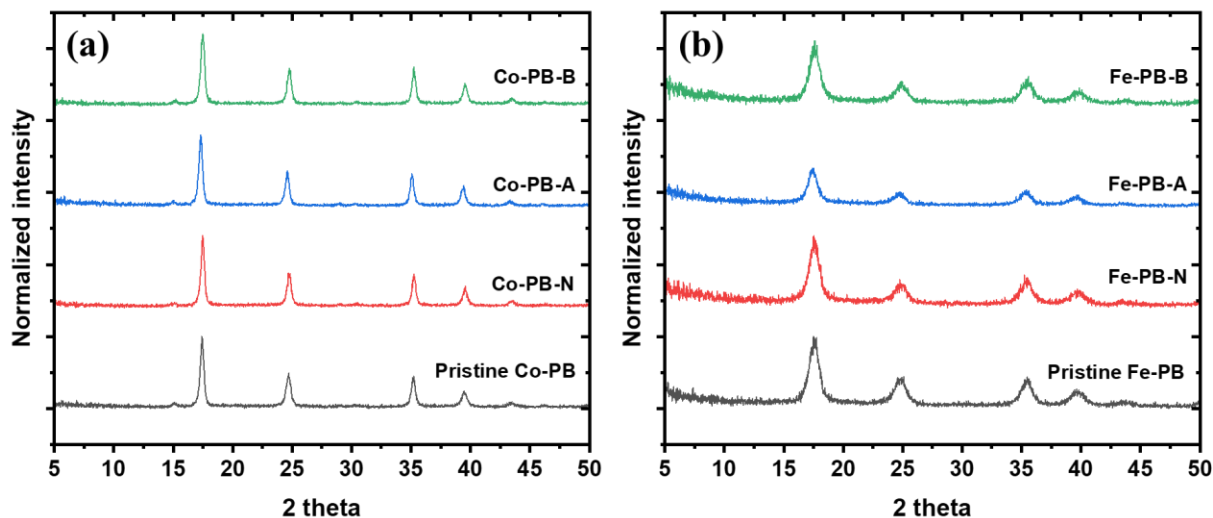 (a)
Normalized intensity
Co-PB-B
Co-PB-A
Co-PB-N
Pristine Co-PB
5 10 15 20 25 30 35 40 45 50
2 theta
(b)
Normalized intensity
Fe-PB-B
Fe-PB-A
Fe-PB-N
Pristine Fe-PB
5 10 15 20 25 30 35 40 45 50
2 theta